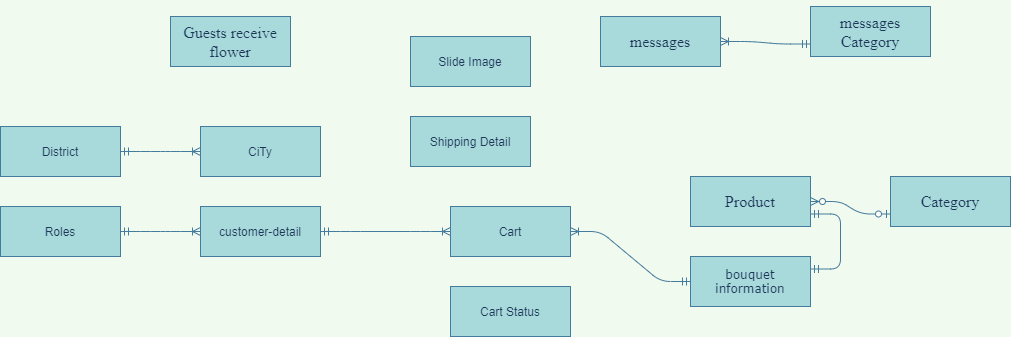 Guests receive
flower
messages
messages
Category
Slide Image
Shipping Detail
District
CiTy
Product
Category
Roles
customer-detail
Cart
bouquet
information
Cart Status